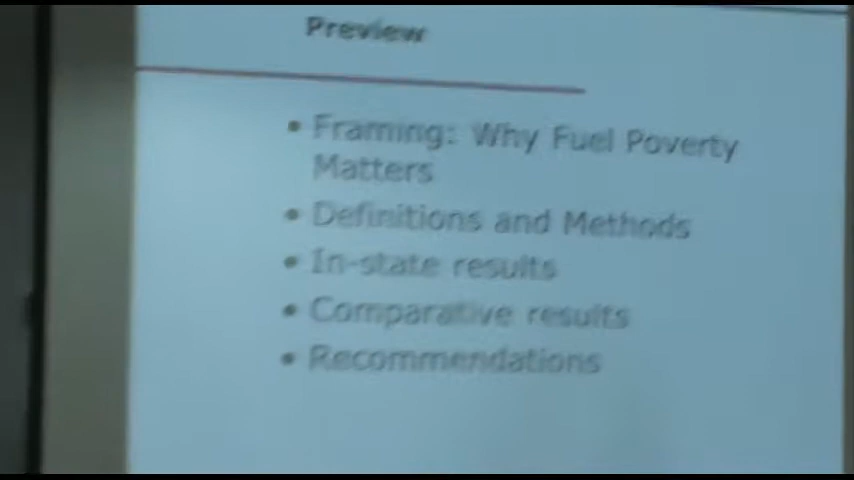 Preview
• Framing: Why Fuel Poverty
Matters
• Definitions and Methods
• In-state results
• Comparative results
• Recommendations